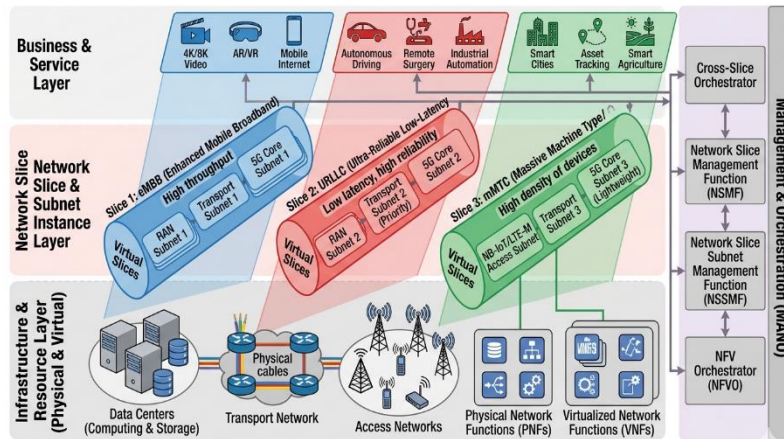 Business &
Service
Layer
4K/8K
Video
AR/VR
Mobile
Internet
Autonomous
Driving
Remote
Surgery
Industrial
Automation
Smart
Cities
Asset
Tracking
Smart
Agriculture
Network Slice
Slice & Subnet
Instance
Layer
Slice 1: eMBB (Enhanced Mobile Broadband)
High throughput
RAN
Subnet 1
Transport
Subnet 1
5G Core
Subnet 1
Virtual
Slices
Slice 2: URLLC (Ultra-Reliable Low-Latency
Low latency, high reliability
RAN
Subnet 2
Transport
Subnet 2
(Priority)
5G Core
Subnet 2
Virtual
Slices
Slice 3: mMTC (Massive Machine Type/
High density of devices
NB-IoT/LTE-M
Access Subnet
Transport
Subnet 3
5G Core
Subnet 3
(Lightweight)
Virtual
Slices
Infrastructure &
Resource Layer
(Physical & Virtual)
Data Centers
(Computing & Storage)
Physical
cables
Transport Network
Access Networks
Physical Network
Functions (PNFs)
Virtualized Network
Functions (VNFs)
Cross-Slice
Orchestrator
Network Slice
Management
Function
(NSMF)
Network Slice
Subnet
Management
Function
(NSSMF)
NFV
Orchestrator
(NFVO)
Management & Orchestration (MANO)